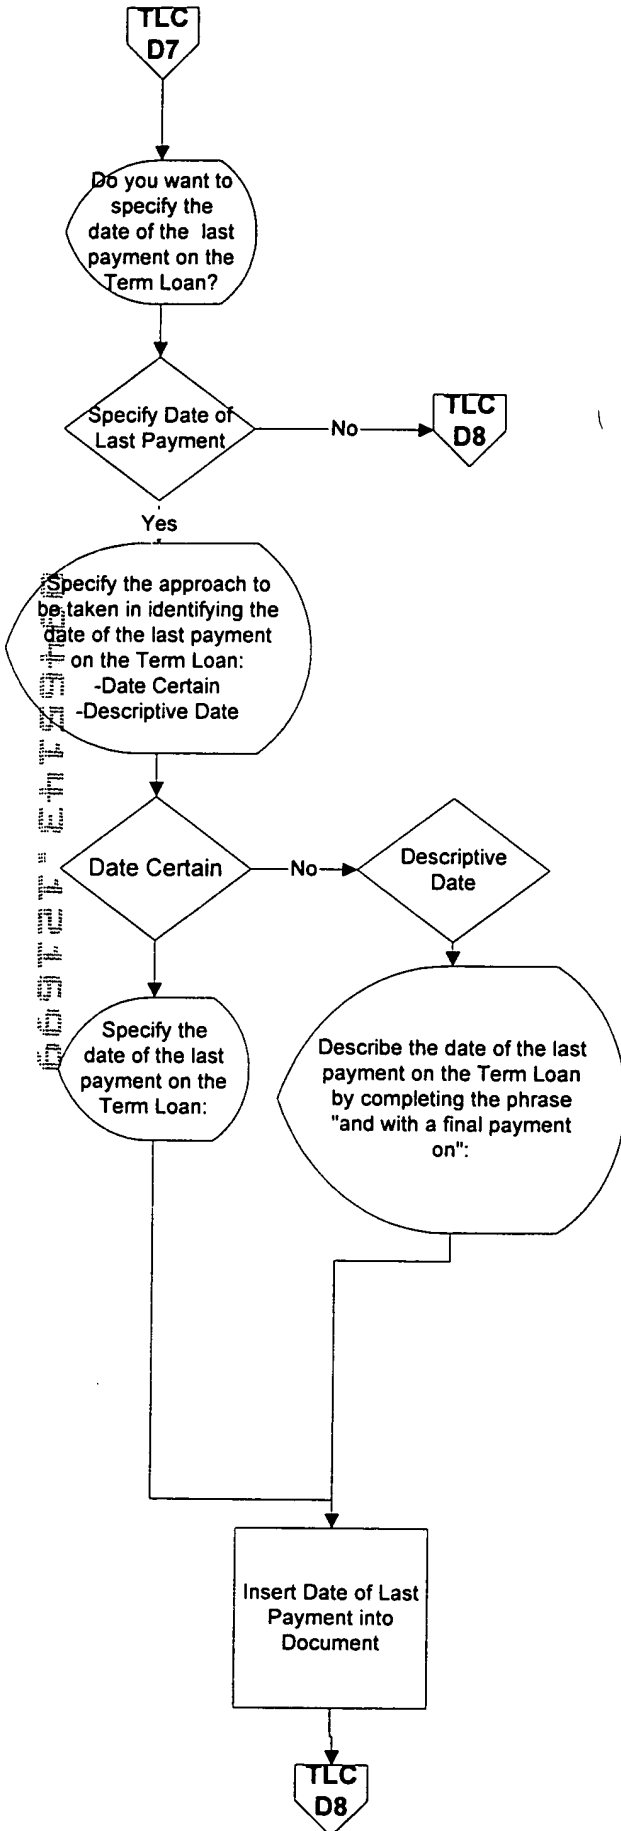 TLC
D7
Do you want to
specify the
date of the last
payment on the
Term Loan?
Specify Date of
Last Payment
No
TLC
D8
Yes
Specify the approach to
be taken in identifying the
date of the last payment
on the Term Loan:
-Date Certain
-Descriptive Date
Date Certain
No
Descriptive
Date
Specify the
date of the last
payment on the
Term Loan:
Describe the date of the last
payment on the Term Loan
by completing the phrase
"and with a final payment
on":
Insert Date of Last
Payment into
Document
TLC
D8